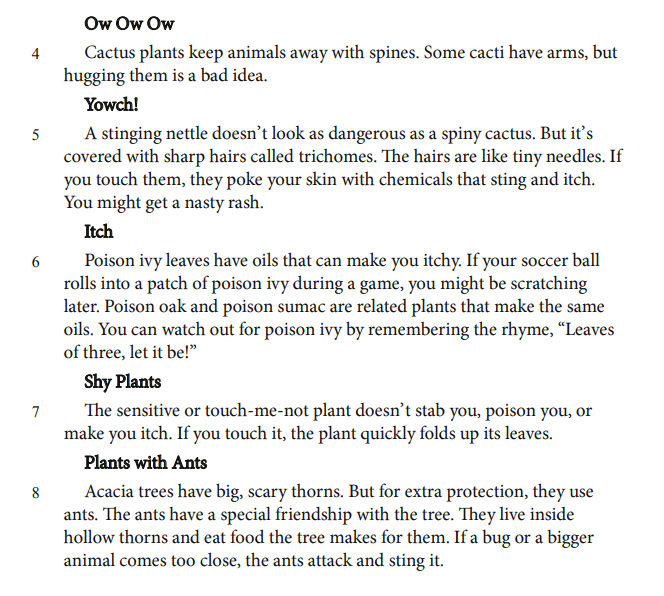 Ow Ow Ow
4 Cactus plants keep animals away with spines. Some cacti have arms, but
hugging them is a bad idea.
Yowch!
5 A stinging nettle doesn’t look as dangerous as a spiny cactus. But it’s
covered with sharp hairs called trichomes. The hairs are like tiny needles. If
you touch them, they poke your skin with chemicals that sting and itch.
You might get a nasty rash.
Itch
6 Poison ivy leaves have oils that can make you itchy. If your soccer ball
rolls into a patch of poison ivy during a game, you might be scratching
later. Poison oak and poison sumac are related plants that make the same
oils. You can watch out for poison ivy by remembering the rhyme, “Leaves
of three, let it be!”
Shy Plants
7 The sensitive or touch-me-not plant doesn’t stab you, poison you, or
make you itch. If you touch it, the plant quickly folds up its leaves.
Plants with Ants
8 Acacia trees have big, scary thorns. But for extra protection, they use
ants. The ants have a special friendship with the tree. They live inside
hollow thorns and eat food the tree makes for them. If a bug or a bigger
animal comes too close, the ants attack and sting it.